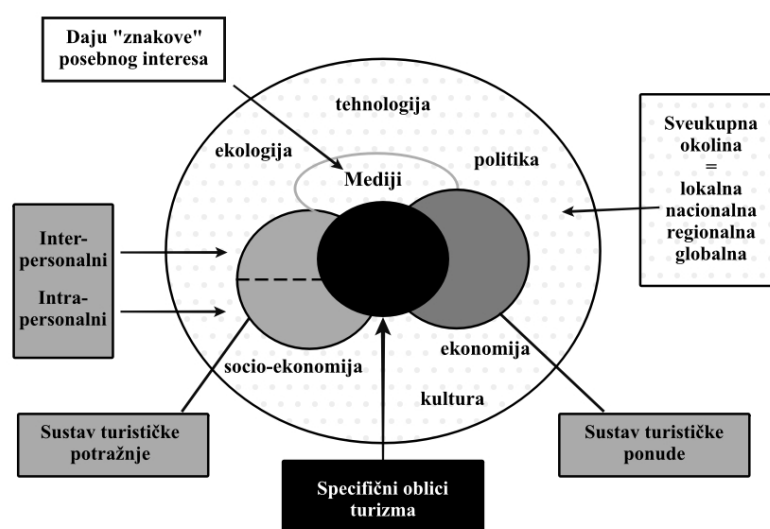 Daju "znakove"
posebnog interesa
tehnologija
ekologija
politika
Mediji
Sveukupna
okolina
=
lokalna
nacionalna
regionalna
globalna
Inter-
personalni
Intra-
personalni
socio-ekonomija
ekonomija
kultura
Sustav turističke
potražnje
Specifični oblici
turizma
Sustav turističke
ponude